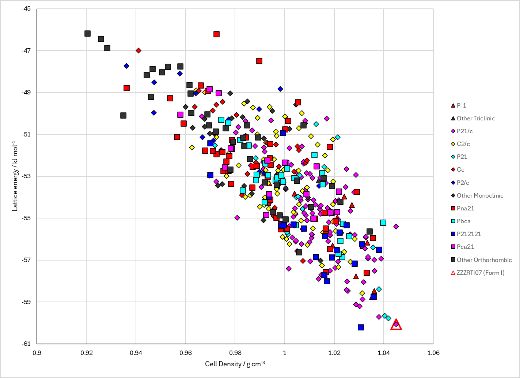 -45
-47
-49
-51
-53
-55
-57
-59
-61
Lattice energy / kJ mol⁻¹
0.9
0.92
0.94
0.96
0.98
1
1.02
1.04
1.06
Cell Density / g cm⁻³
P-1
Other Triclinic
P21/c
C2/c
P21
Cc
P2/c
Other Monoclinic
Pna21
Pbca
P212121
Pca21
Other Orthorhombic
ZZZRTI07 (Form I)